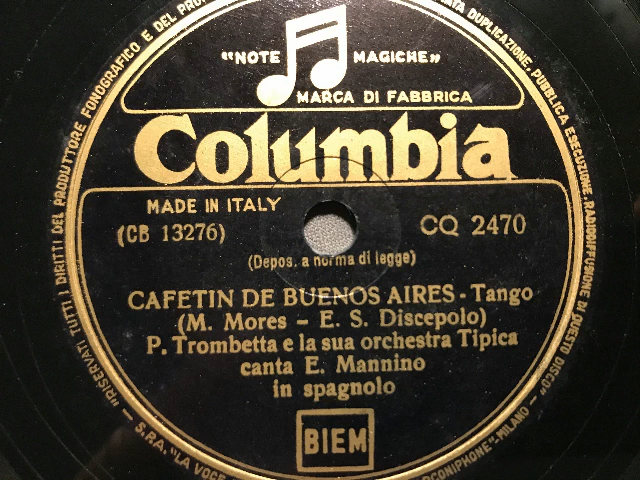 "NOTE MAGICHE"
MARCA DI FABBRICA
Columbia
MADE IN ITALY
(CB 13276)
CQ 2470
(Depos. a norma di legge)
CAFETIN DE BUENOS AIRES - Tango
(M. Mores - E. S. Discepolo)
P. Trombetta e la sua orchestra Tipica
canta E. Mannino
in spagnolo
BIEM
"RISERVATI TUTTI I DIRITTI DEL PRODUTTORE FONOGRAFICO E DEL
DUPLICAZIONE, PUBBLICA ESECUZIONE, RADIODIFFUSIONE DI QUESTO DISCO" -
S.P.A. "LA VOCE
MARCONIPHONE" - MILANO -